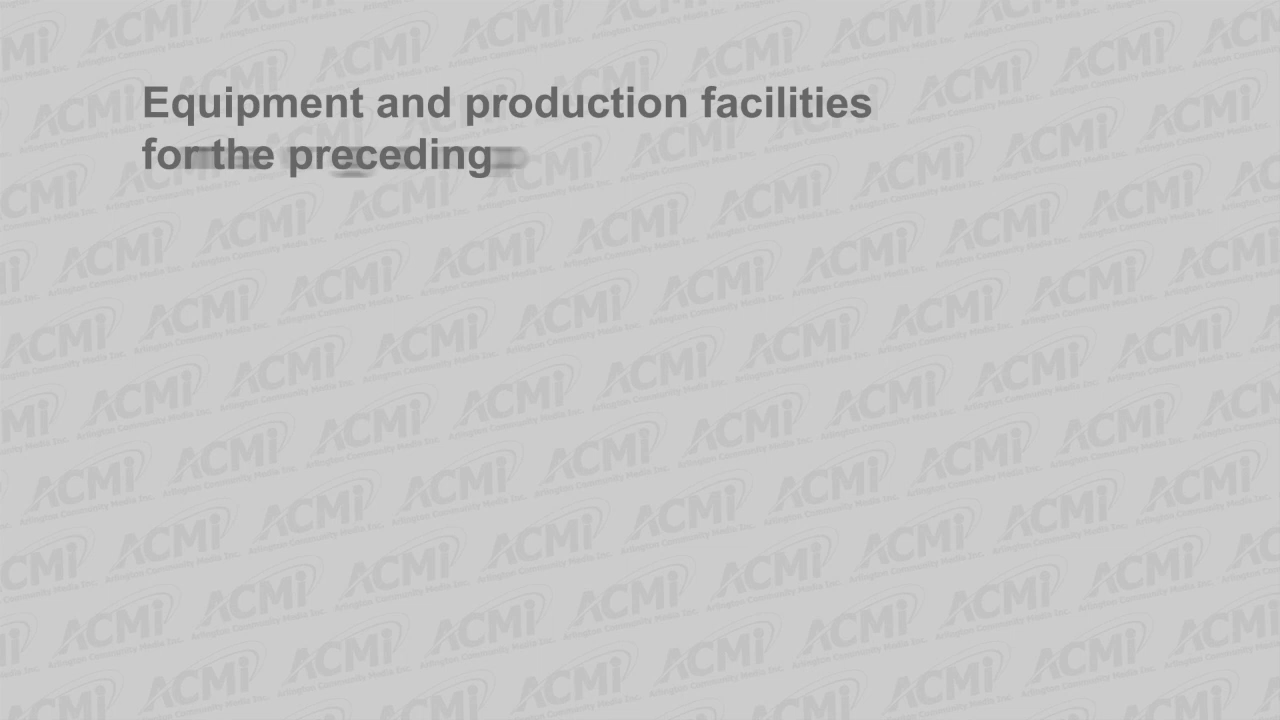 Equipment and production facilities
for the preceding